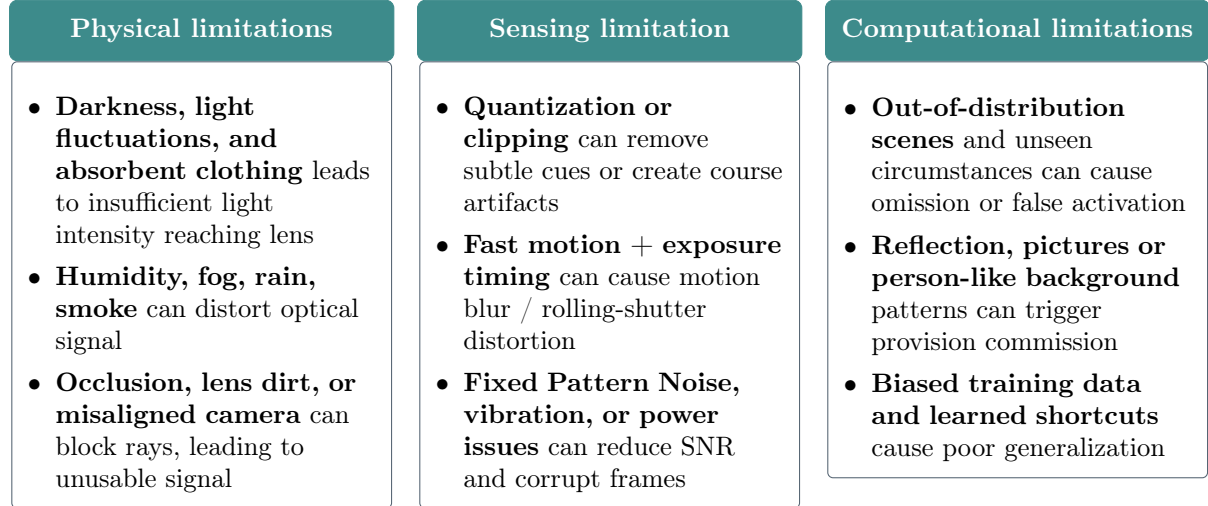 Physical limitations
• Darkness, light
fluctuations, and
absorbent clothing leads
to insufficient light
intensity reaching lens
• Humidity, fog, rain,
smoke can distort optical
signal
• Occlusion, lens dirt, or
misaligned camera can
block rays, leading to
unusable signal
Sensing limitation
• Quantization or
clipping can remove
subtle cues or create course
artifacts
• Fast motion + exposure
timing can cause motion
blur / rolling-shutter
distortion
• Fixed Pattern Noise,
vibration, or power
issues can reduce SNR
and corrupt frames
Computational limitations
• Out-of-distribution
scenes and unseen
circumstances can cause
omission or false activation
• Reflection, pictures or
person-like background
patterns can trigger
provision commission
• Biased training data
and learned shortcuts
cause poor generalization